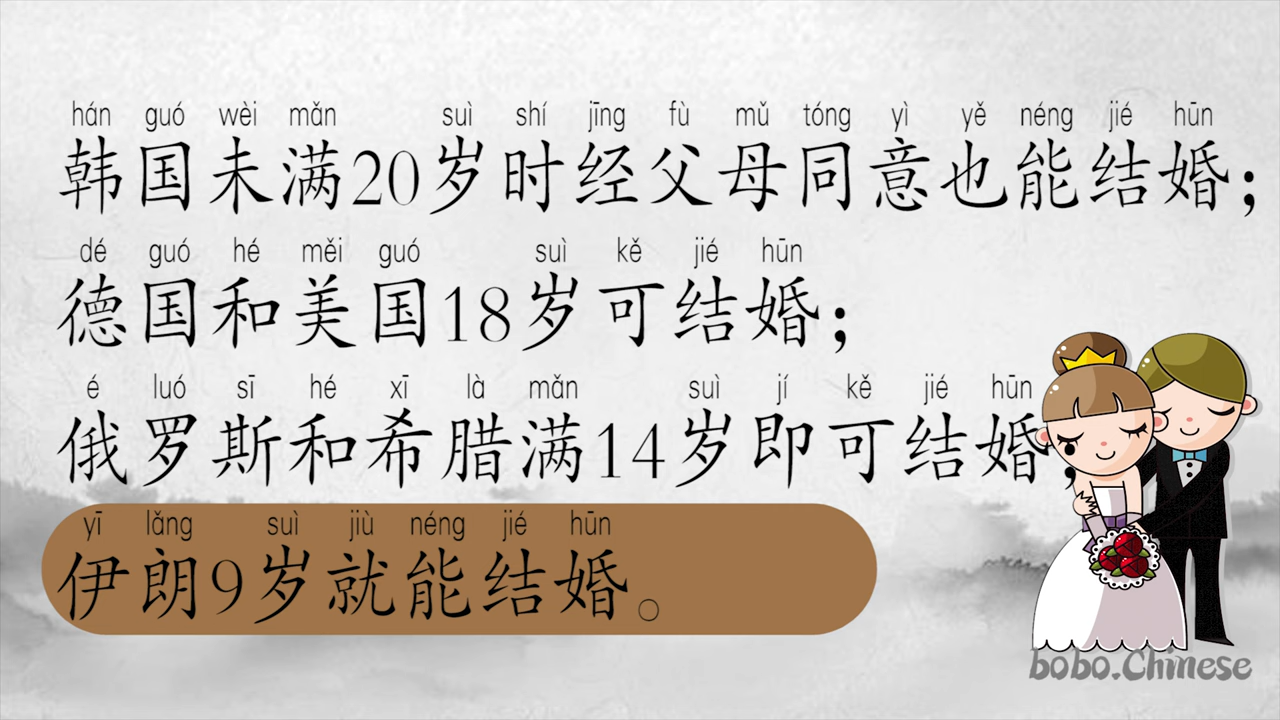 hán guó wèi mǎn suì shí jīng fù mǔ tóng yì yě néng jié hūn
韩国未满20岁时经父母同意也能结婚；
dé guó hé měi guó suì kě jié hūn
德国和美国18岁可结婚；
é luó sī hé xī là mǎn suì jí kě jié hūn
俄罗斯和希腊满14岁即可结婚
yī lǎng suì jiù néng jié hūn
伊朗9岁就能结婚。
bobo.Chinese